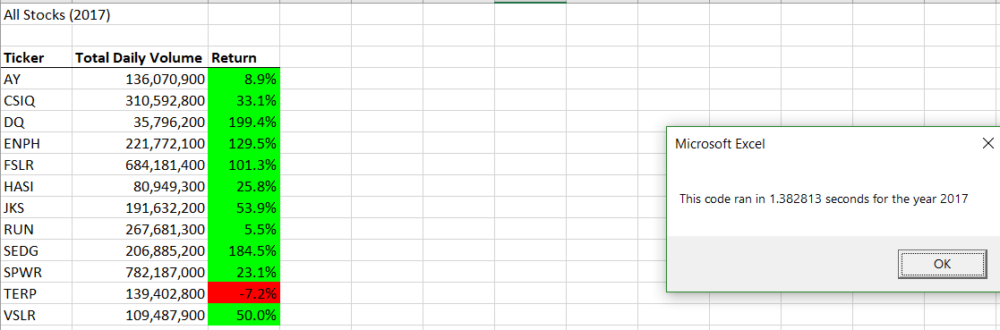 All Stocks (2017)
Ticker Total Daily Volume Return
AY 136,070,900 8.9%
CSIQ 310,592,800 33.1%
DQ 35,796,200 199.4%
ENPH 221,772,100 129.5%
FSLR 684,181,400 101.3%
HASI 80,949,300 25.8%
JKS 191,632,200 53.9%
RUN 267,681,300 5.5%
SEDG 206,885,200 184.5%
SPWR 782,187,000 23.1%
TERP 139,402,800 -7.2%
VSLR 109,487,900 50.0%
Microsoft Excel
This code ran in 1.382813 seconds for the year 2017
OK